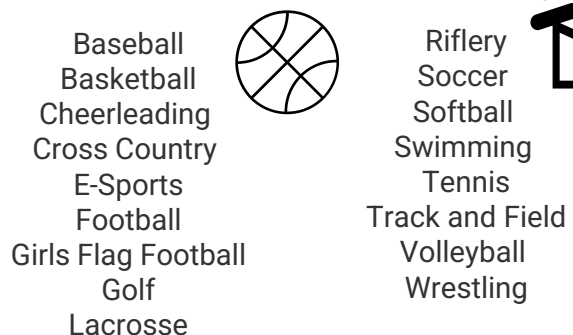 Baseball
Basketball
Cheerleading
Cross Country
E-Sports
Football
Girls Flag Football
Golf
Lacrosse
Riflery
Soccer
Softball
Swimming
Tennis
Track and Field
Volleyball
Wrestling